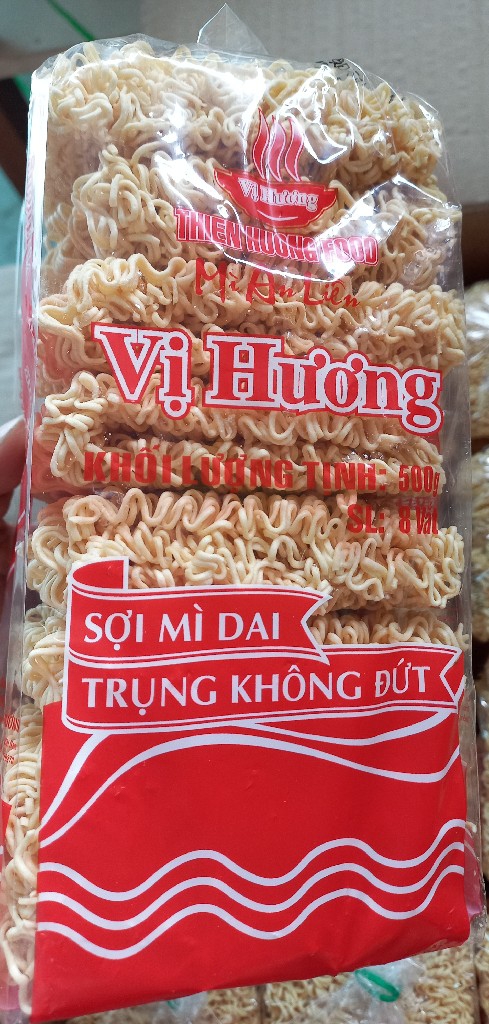 Vị Hương
THIEN HUONG FOOD
Mì Ăn Liền
Vị Hương
KHỐI LƯỢNG TỊNH: 500g
SL: 8 Vắt
SỢI MÌ DAI
TRỤNG KHÔNG ĐỨT